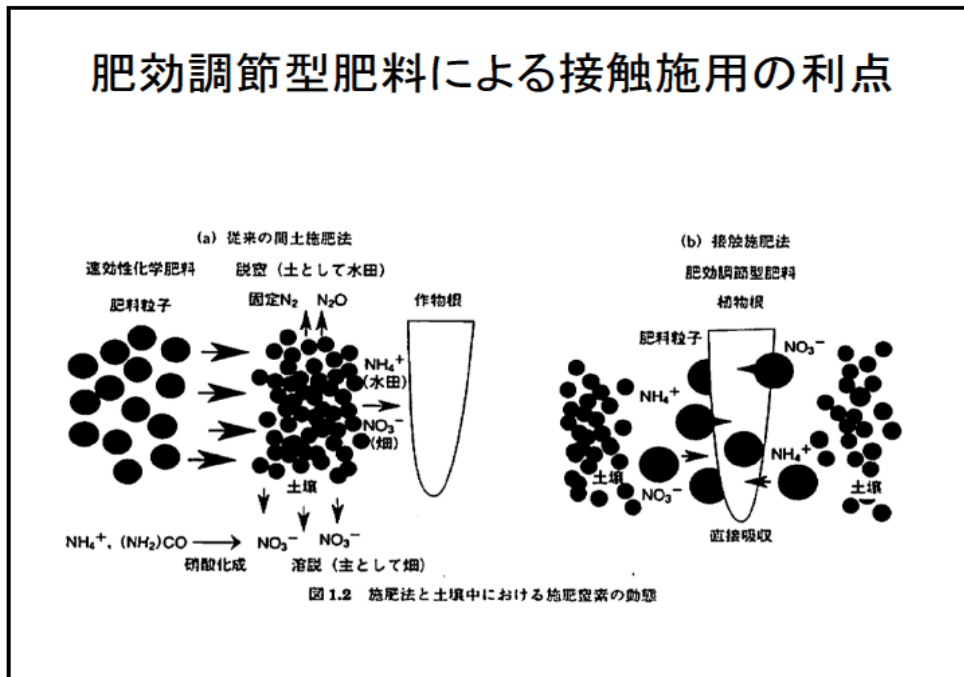 肥効調節型肥料による接触施用の利点
(a) 従来の間土施肥法
速効性化学肥料
肥料粒子
脱窒（土として水田）
固定N₂ N₂O
作物根
NH₄⁺
(水田)
NO₃⁻
(畑)
土壌
NH₄⁺, (NH₂)CO
硝酸化成
NO₃⁻ NO₃⁻
溶脱（主として畑）
(b) 接触施肥法
肥効調節型肥料
植物根
肥料粒子
NO₃⁻
NH₄⁺
土壌
NO₃⁻
NH₄⁺
土壌
直接吸収
図 1.2 施肥法と土壌中における施肥窒素の動態